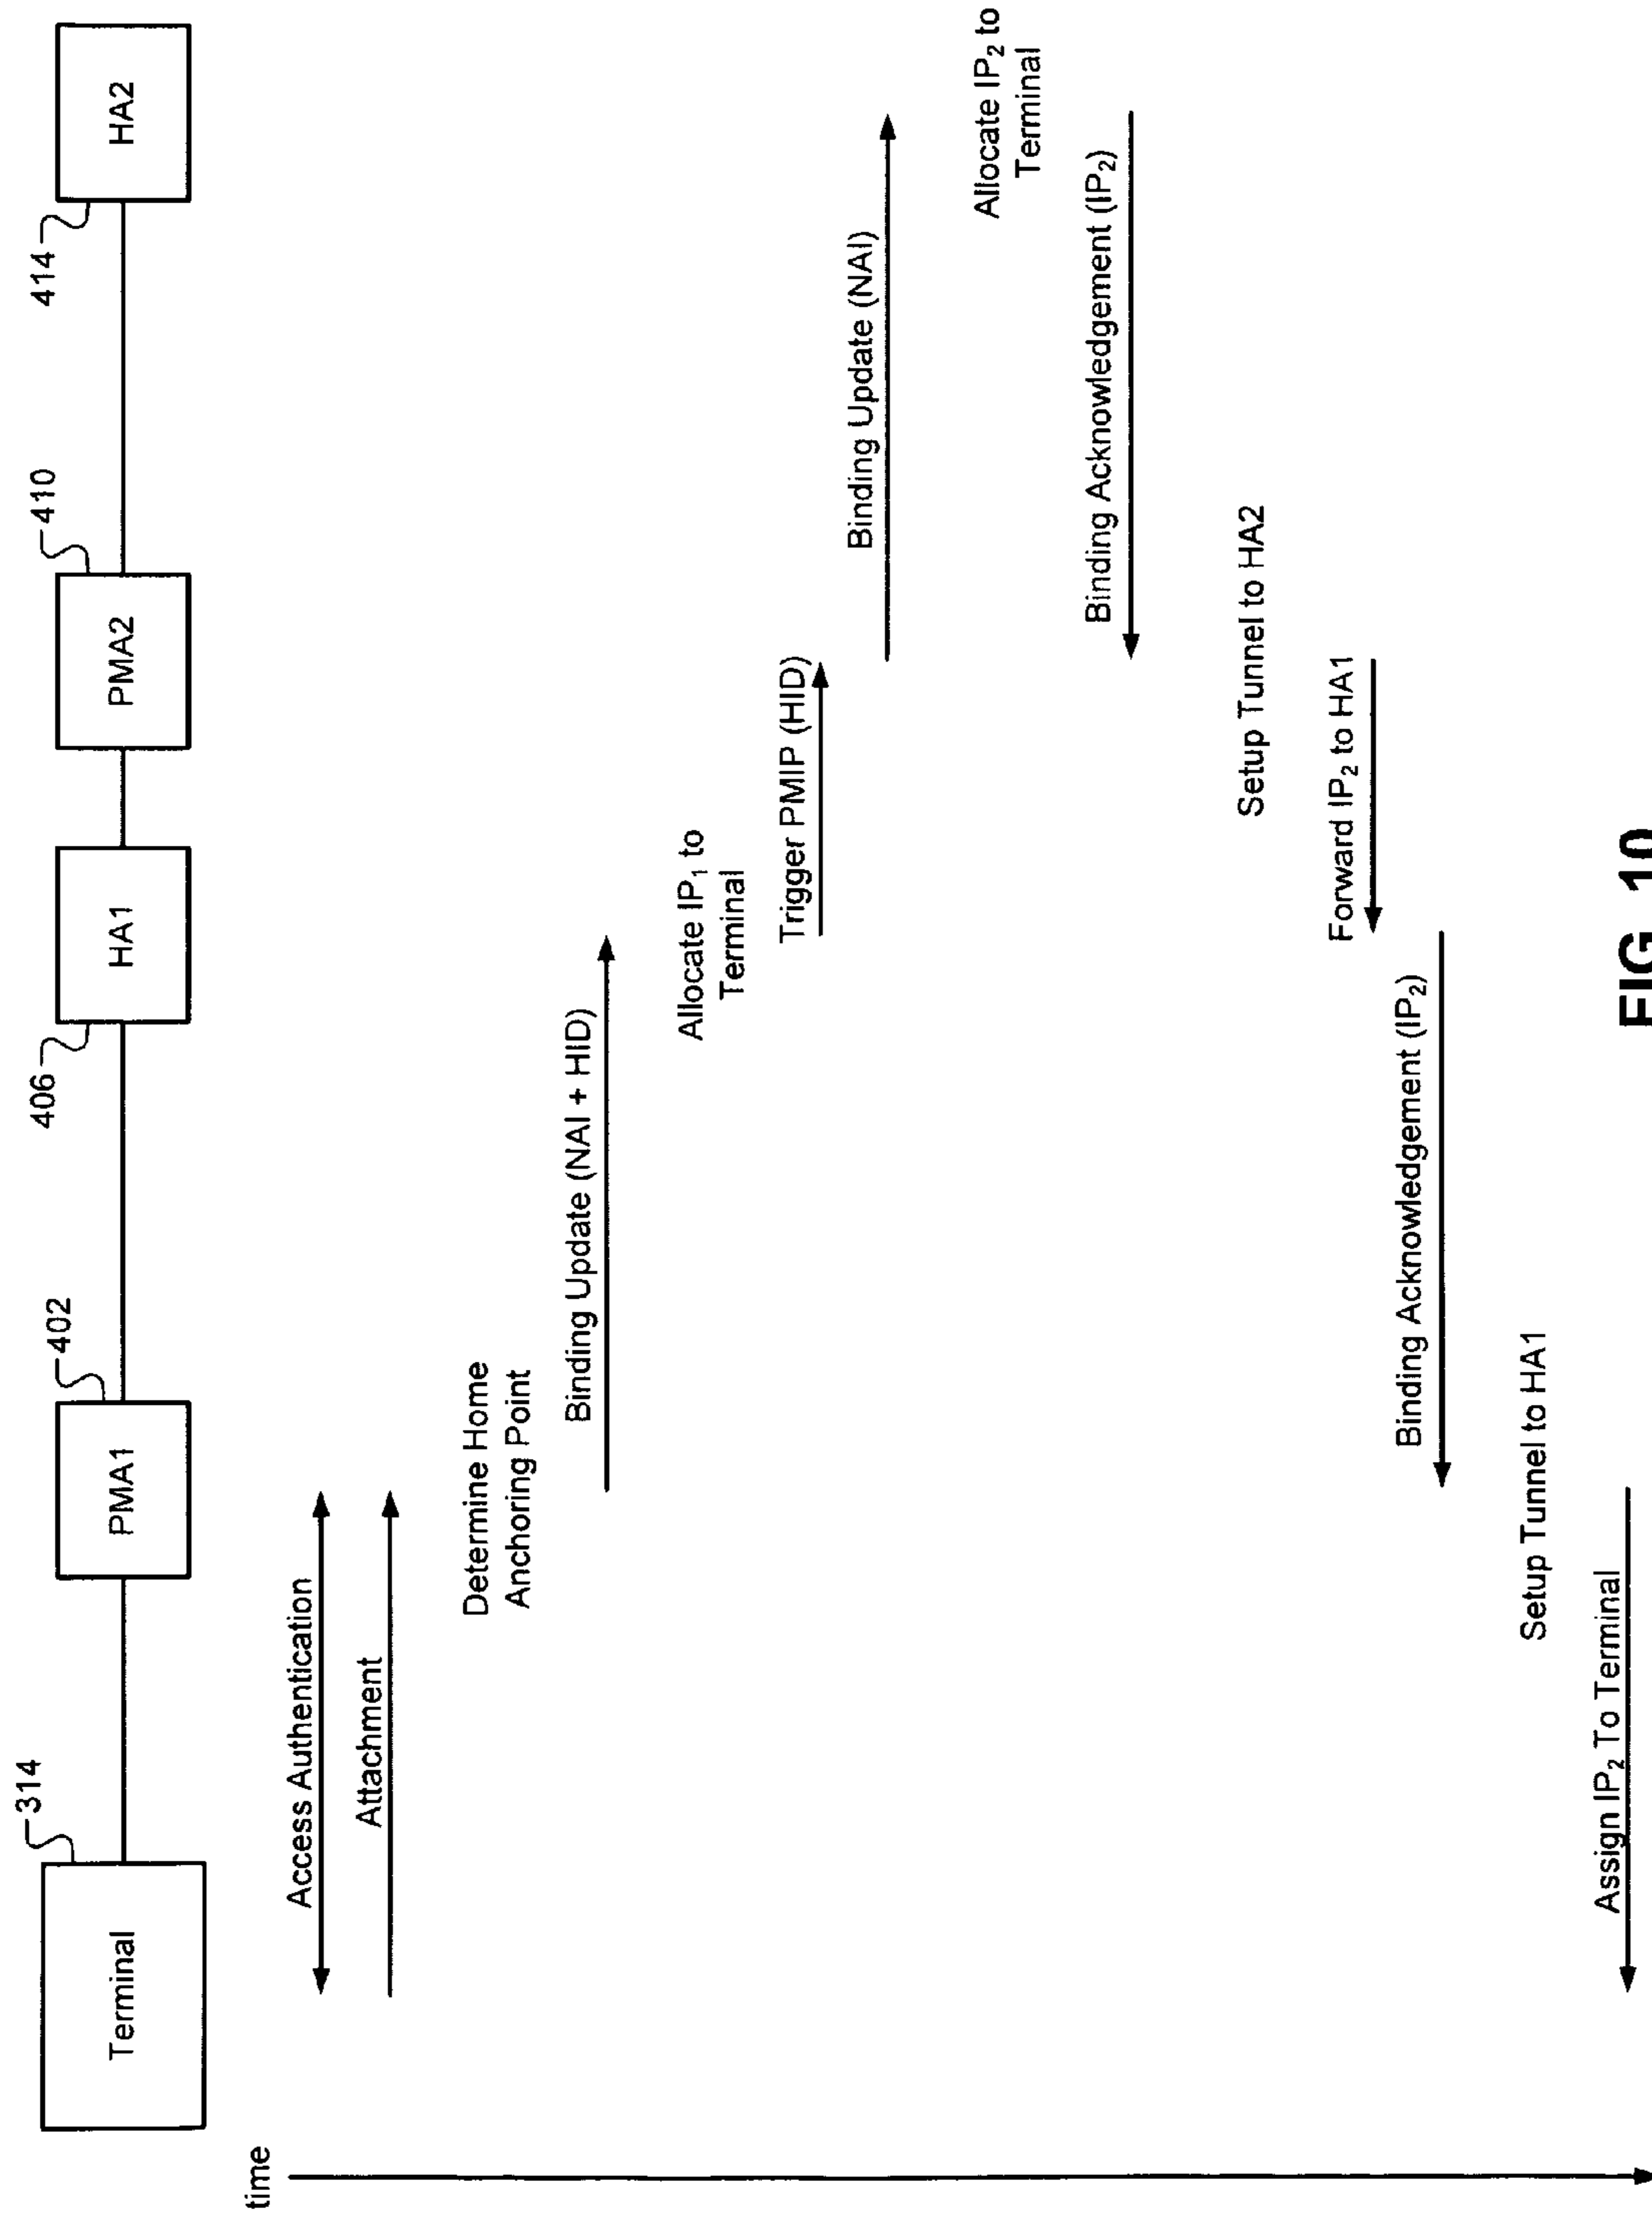 314
402
406
410
414
Terminal
PMA1
HA1
PMA2
HA2
time
Access Authentication
Attachment
Determine Home
Anchoring Point
Binding Update (NAI + HID)
Allocate IP₁ to
Terminal
Trigger PMIP (HID)
Binding Update (NAI)
Allocate IP₂ to
Terminal
Binding Acknowledgement (IP₂)
Setup Tunnel to HA2
Forward IP₂ to HA1
Binding Acknowledgement (IP₂)
Setup Tunnel to HA1
Assign IP₂ To Terminal
FIG. 10